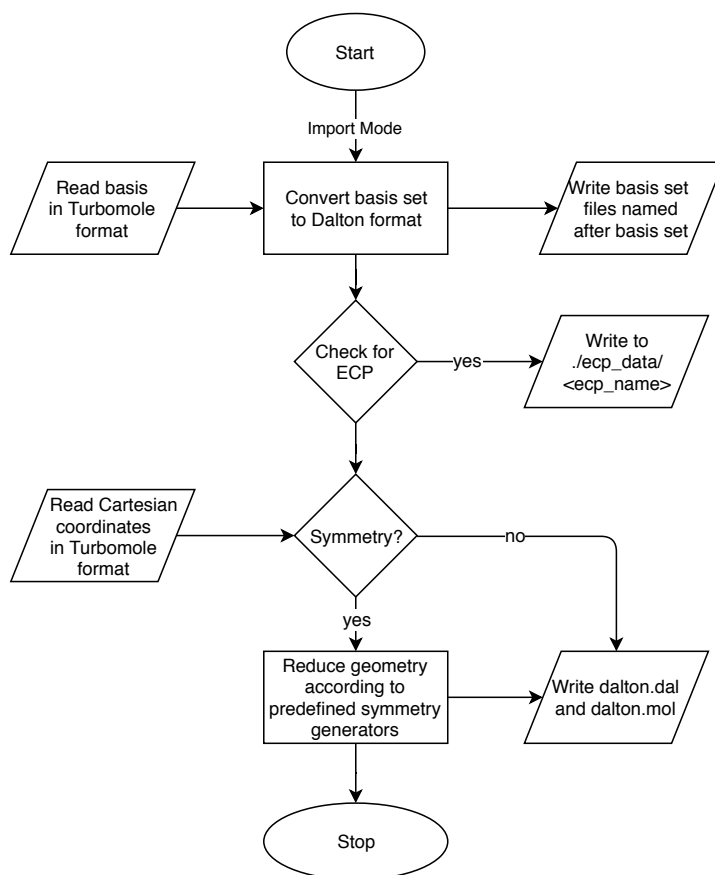 Start
Import Mode
Read basis
in Turbomole
format
Convert basis set
to Dalton format
Write basis set
files named
after basis set
Check for
ECP
yes
Write to
./ecp_data/
<ecp_name>
Read Cartesian
coordinates
in Turbomole
format
Symmetry?
no
yes
Reduce geometry
according to
predefined symmetry
generators
Write dalton.dal
and dalton.mol
Stop